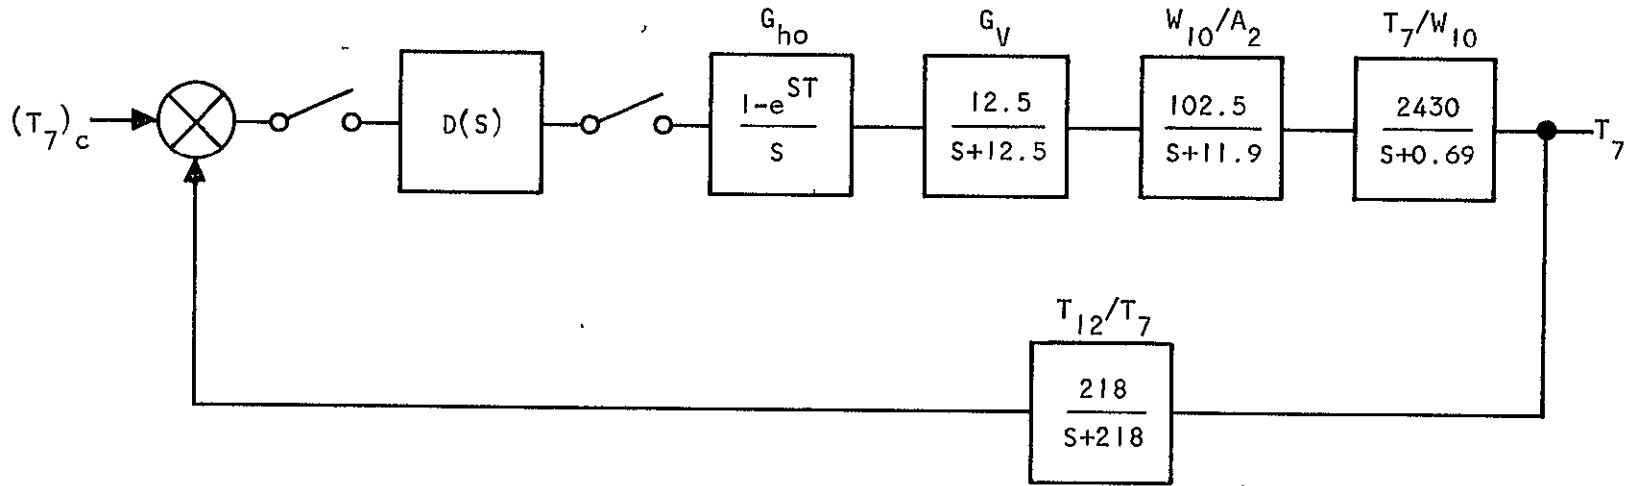 G_ho
G_V
W_10/A_2
T_7/W_10
(T_7)_c
D(S)
1-e^ST
S
12.5
S+12.5
102.5
S+11.9
2430
S+0.69
T_7
T_12/T_7
218
S+218